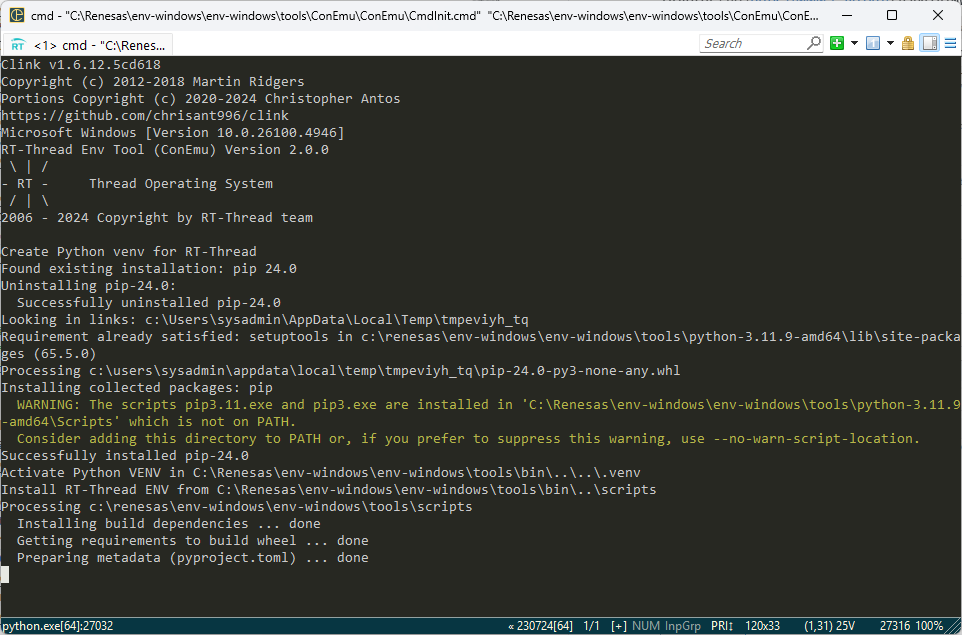 cmd - "C:\Renesas\env-windows\env-windows\tools\ConEmu\ConEmu\CmdInit.cmd" "C:\Renesas\env-windows\env-windows\tools\ConEmu\ConE...
RT <1> cmd - "C:\Renes...
Search
Clink v1.6.12.5cd618
Copyright (c) 2012-2018 Martin Ridgers
Portions Copyright (c) 2020-2024 Christopher Antos
https://github.com/chrisant996/clink
Microsoft Windows [Version 10.0.26100.4946]
RT-Thread Env Tool (ConEmu) Version 2.0.0
\ | /
- RT -     Thread Operating System
/ | \
2006 - 2024 Copyright by RT-Thread team
Create Python venv for RT-Thread
Found existing installation: pip 24.0
Uninstalling pip-24.0:
Successfully uninstalled pip-24.0
Looking in links: c:\Users\sysadmin\AppData\Local\Temp\tmpeviyh_tq
Requirement already satisfied: setuptools in c:\renesas\env-windows\env-windows\tools\python-3.11.9-amd64\lib\site-packa
ges (65.5.0)
Processing c:\users\sysadmin\appdata\local\temp\tmpeviyh_tq\pip-24.0-py3-none-any.whl
Installing collected packages: pip
WARNING: The scripts pip3.11.exe and pip3.exe are installed in 'C:\Renesas\env-windows\env-windows\tools\python-3.11.9
-amd64\Scripts' which is not on PATH.
Consider adding this directory to PATH or, if you prefer to suppress this warning, use --no-warn-script-location.
Successfully installed pip-24.0
Activate Python VENV in C:\Renesas\env-windows\env-windows\tools\bin\..\..\.venv
Install RT-Thread ENV from C:\Renesas\env-windows\env-windows\tools\bin\..\scripts
Processing c:\renesas\env-windows\env-windows\tools\scripts
Installing build dependencies ... done
Getting requirements to build wheel ... done
Preparing metadata (pyproject.toml) ... done
python.exe[64]:27032 « 230724[64] 1/1 [+] NUM InpGrp PRI↕ 120x33 (1,31) 25V 27316 100%